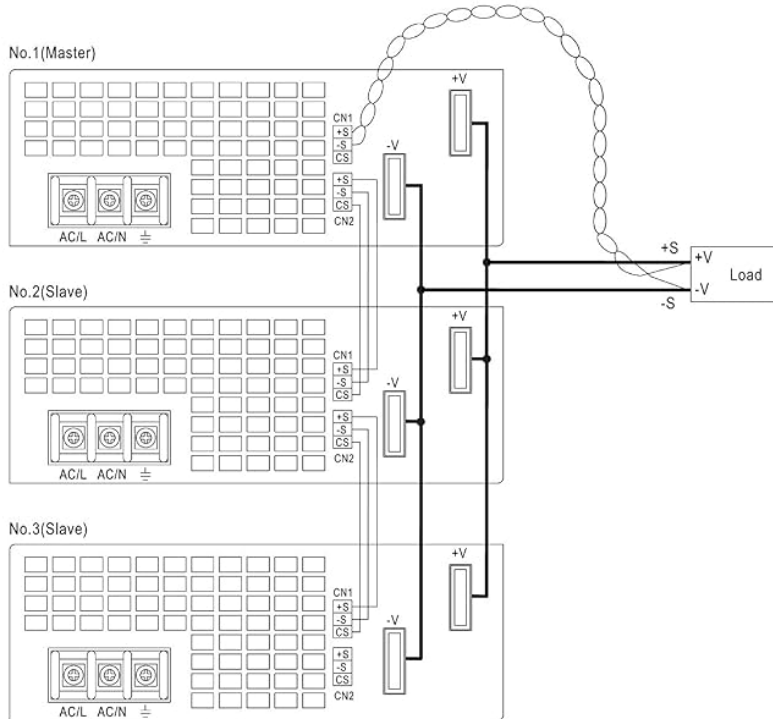 No.1(Master)
+V
CN1
+S
-S
CS
-V
+S
-S
CS
CN2
AC/L AC/N
+S
+V
Load
-V
-S
No.2(Slave)
+V
CN1
+S
-S
CS
-V
+S
-S
CS
CN2
AC/L AC/N
No.3(Slave)
+V
CN1
+S
-S
CS
-V
+S
-S
CS
CN2
AC/L AC/N